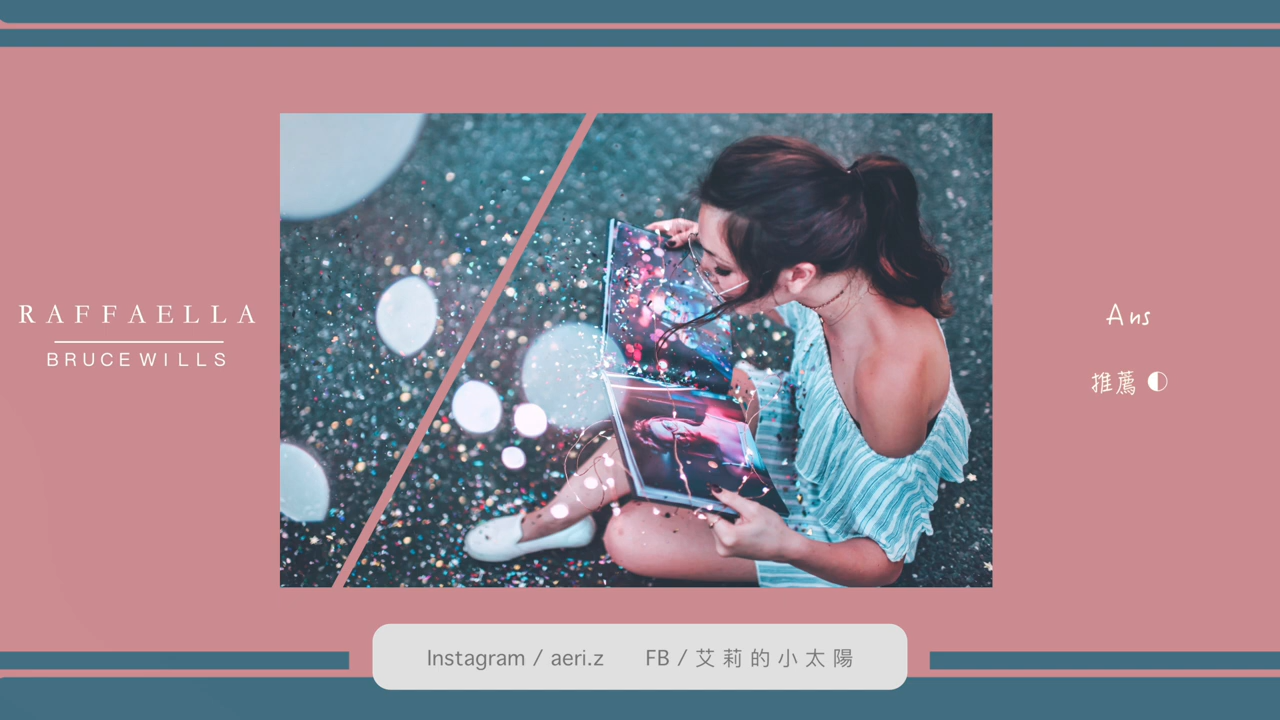 RAFFAELLA
BRUCE WILLS
Ans
推薦
Instagram / aeri.z
FB / 艾莉的小太陽